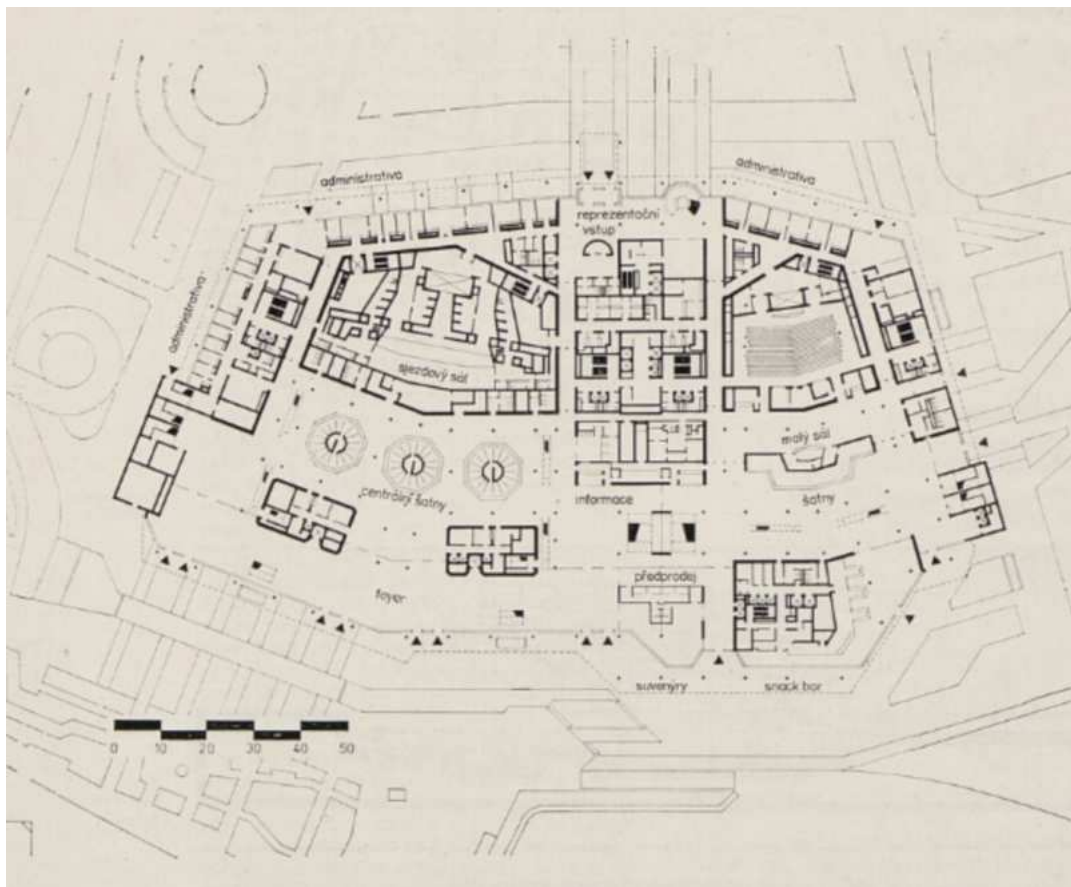 administrativa
administrativa
reprezentační
vstup
administrativa
sjezdový sál
malý sál
centrální šatny
informace
šatny
předprodej
foyer
suvenýry
snack bar
0 10 20 30 40 50